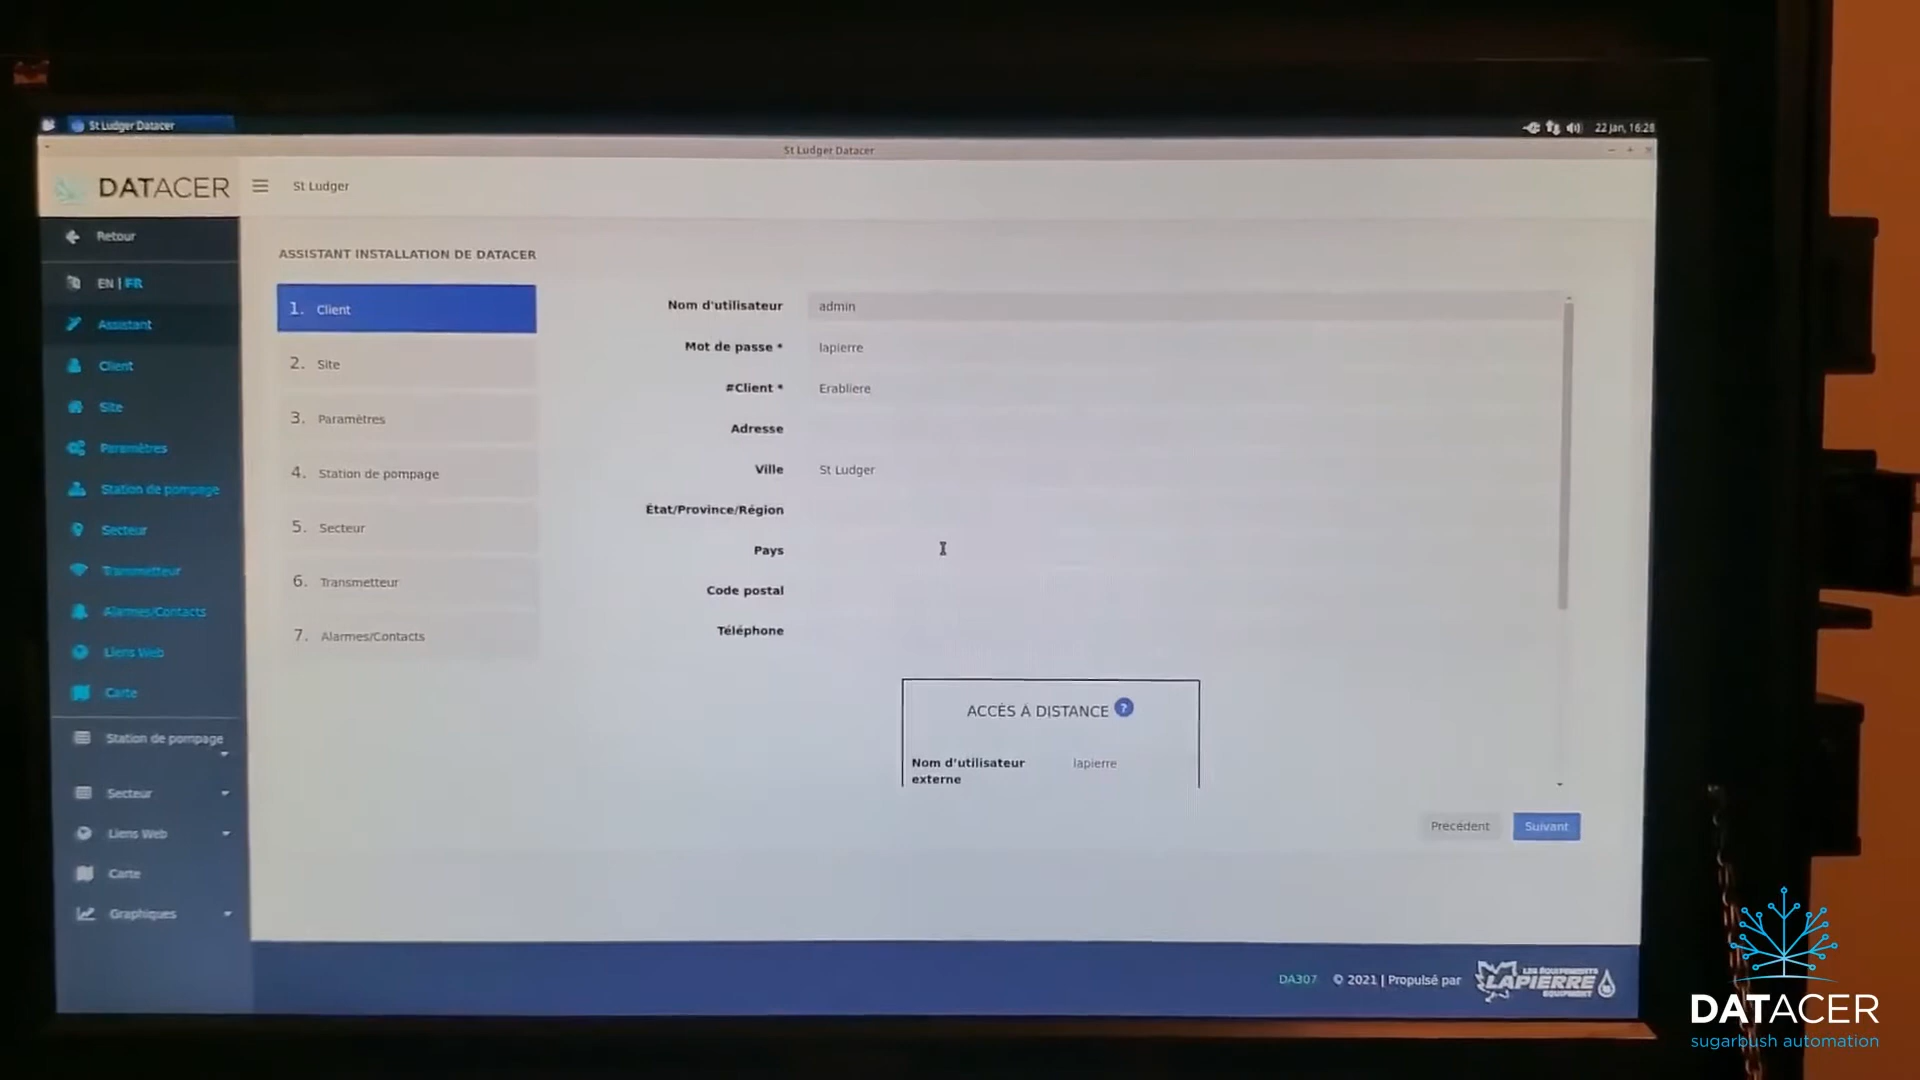 St Ludger Datacer
22 Jan, 16:28
St Ludger Datacer
DATACER
St Ludger
Retour
EN | FR
Assistant
Client
Site
Paramètres
Station de pompage
Secteur
Transmetteur
Alarmes/Contacts
Liens Web
Carte
Station de pompage
Secteur
Liens Web
Carte
Graphiques
ASSISTANT INSTALLATION DE DATACER
1. Client
2. Site
3. Paramètres
4. Station de pompage
5. Secteur
6. Transmetteur
7. Alarmes/Contacts
Nom d'utilisateur admin
Mot de passe * lapierre
#Client * Erabliere
Adresse
Ville St Ludger
État/Province/Région
Pays
Code postal
Téléphone
ACCÈS À DISTANCE ?
Nom d'utilisateur externe lapierre
Précédent Suivant
DA307 © 2021 | Propulsé par
LES ÉQUIPEMENTS
LAPIERRE
EQUIPMENT
DATACER
sugarbush automation